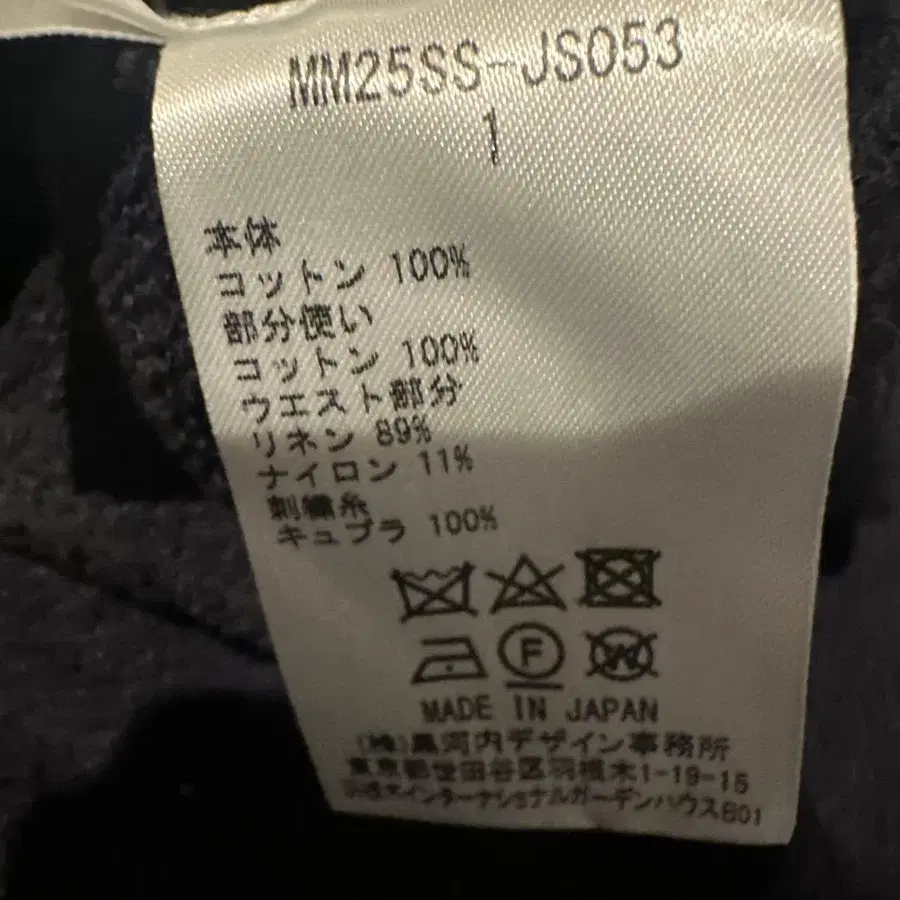 MM25SS-JS053
1
本体
コットン 100%
部分使い
コットン 100%
ウエスト部分
リネン 89%
ナイロン 11%
刺繍糸
キュプラ 100%
F
W
MADE IN JAPAN
(株)黒河内デザイン事務所
東京都世田谷区羽根木1-19-15
インターナショナルガーデンハウスB01